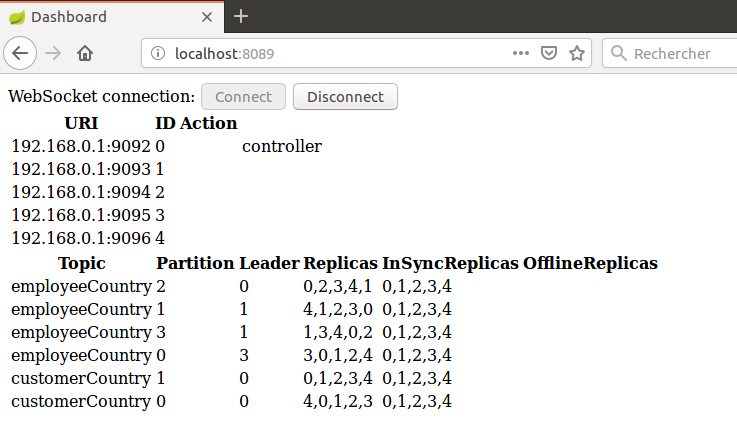 Dashboard
localhost:8089
Rechercher
WebSocket connection: Connect Disconnect
URI ID Action
192.168.0.1:9092 0 controller
192.168.0.1:9093 1
192.168.0.1:9094 2
192.168.0.1:9095 3
192.168.0.1:9096 4
Topic Partition Leader Replicas InSyncReplicas OfflineReplicas
employeeCountry 2 0 0,2,3,4,1 0,1,2,3,4
employeeCountry 1 1 4,1,2,3,0 0,1,2,3,4
employeeCountry 3 1 1,3,4,0,2 0,1,2,3,4
employeeCountry 0 3 3,0,1,2,4 0,1,2,3,4
customerCountry 1 0 0,1,2,3,4 0,1,2,3,4
customerCountry 0 0 4,0,1,2,3 0,1,2,3,4